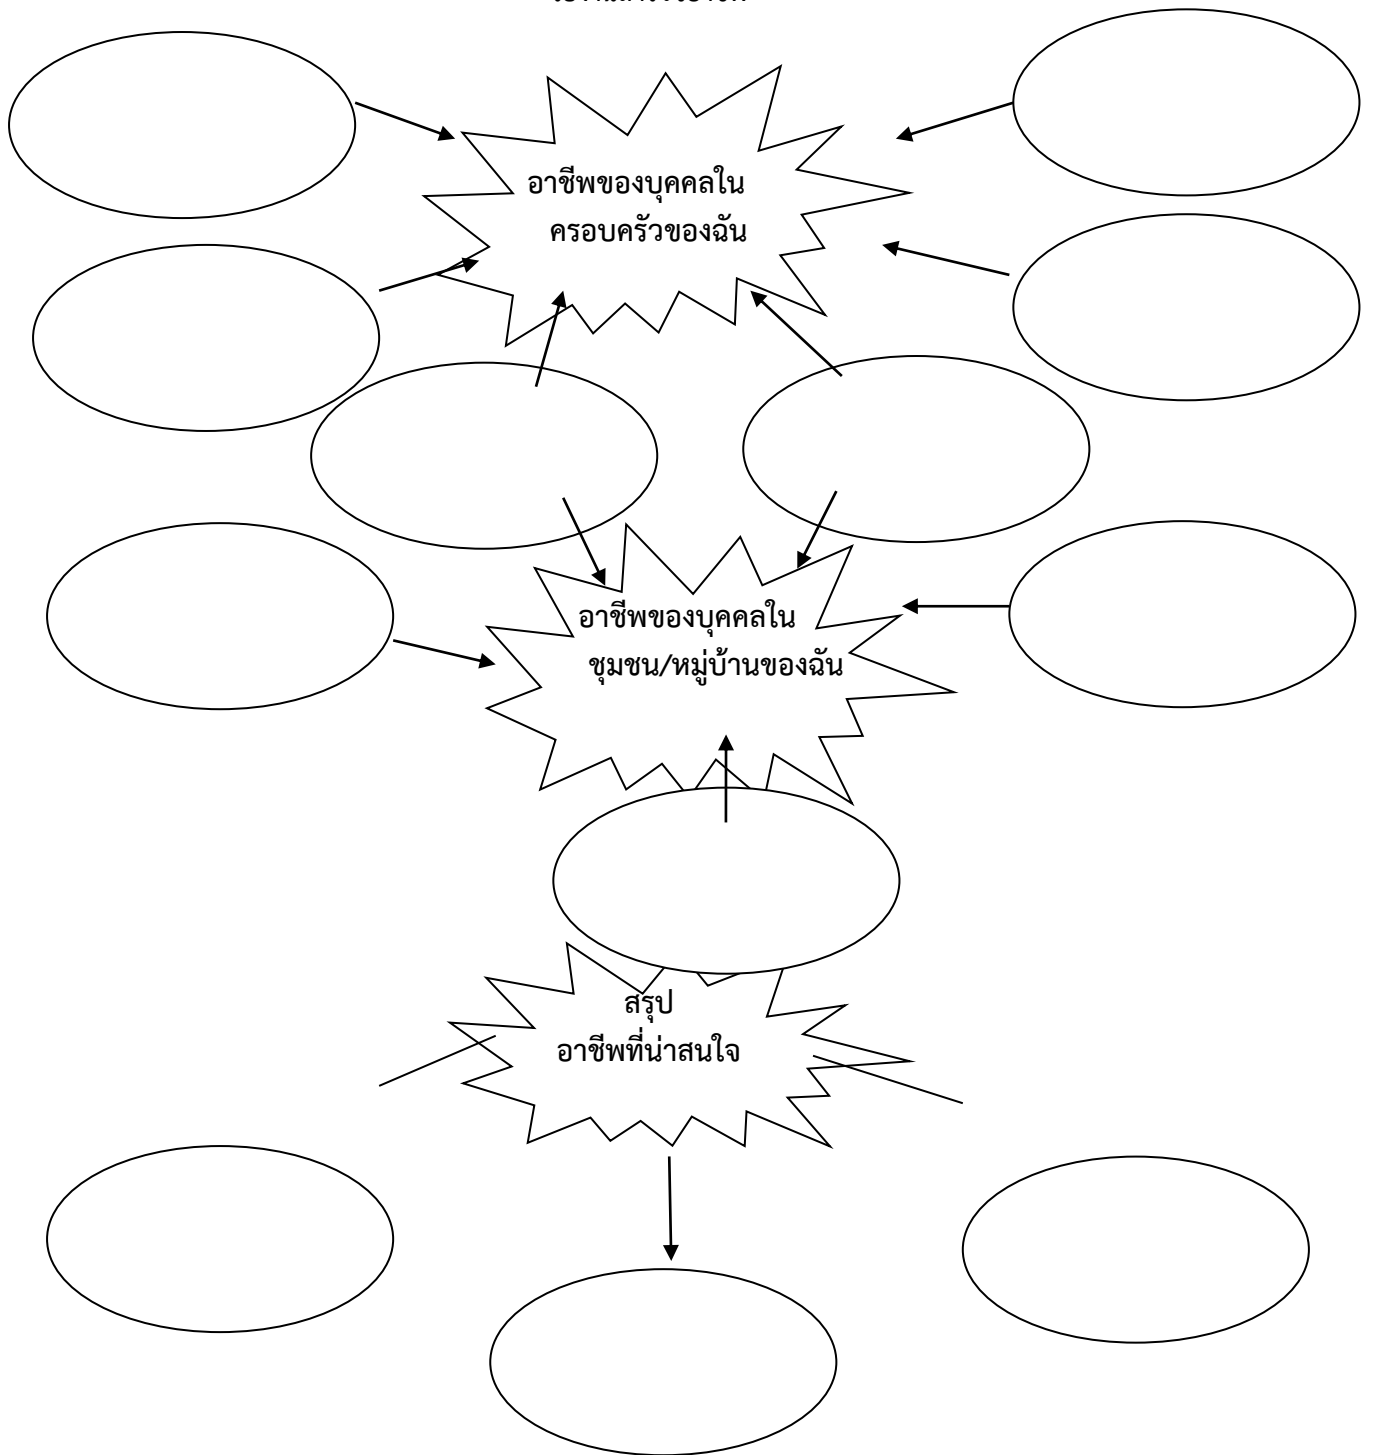 อาชีพของบุคคลใน
ครอบครัวของฉัน
อาชีพของบุคคลใน
ชุมชน/หมู่บ้านของฉัน
สรุป
อาชีพที่น่าสนใจ